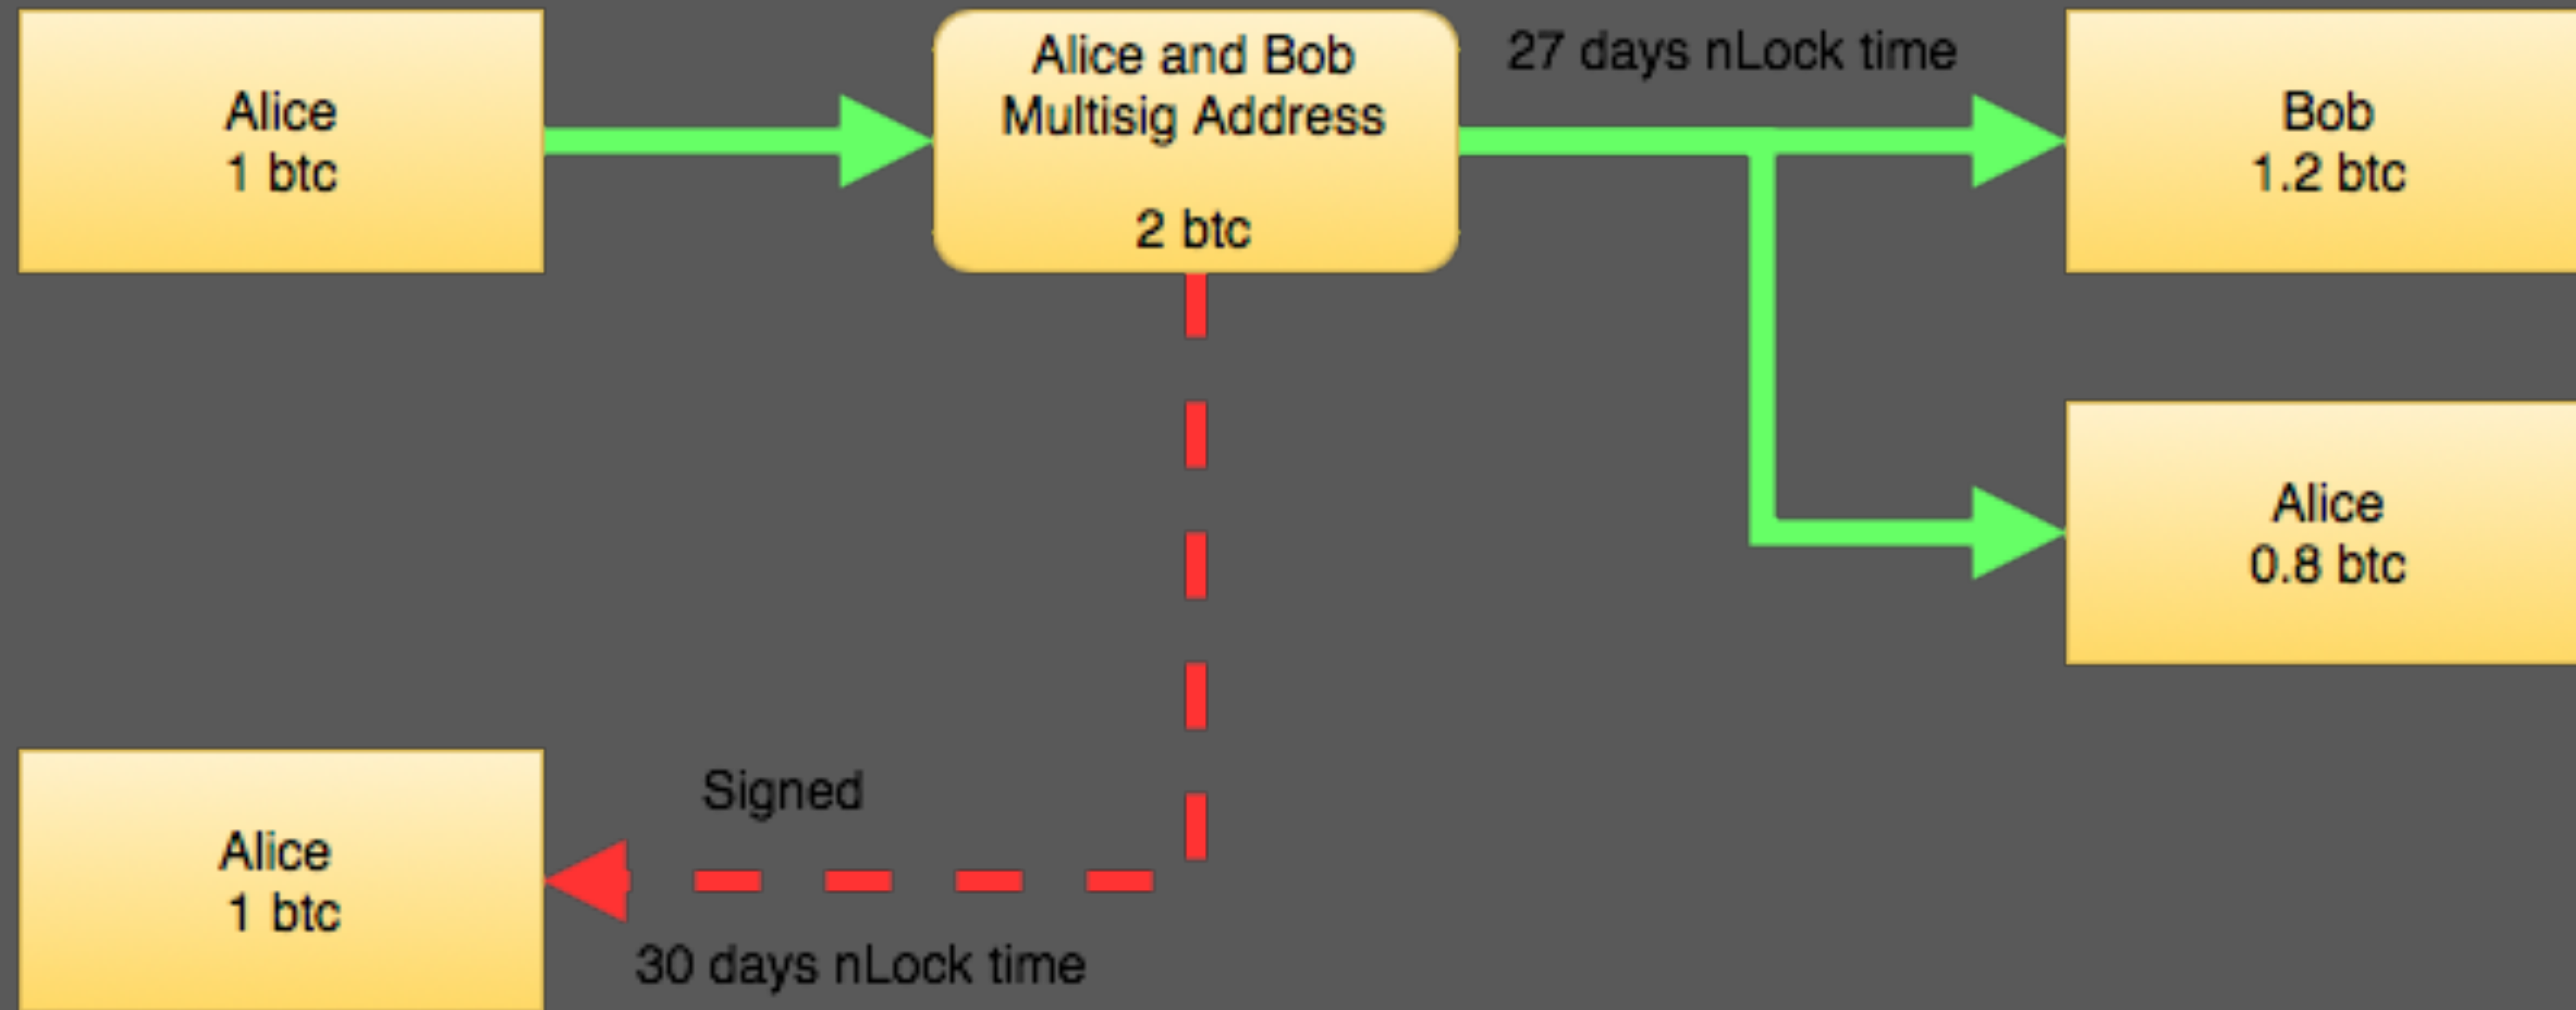 Alice
1 btc
Alice and Bob
Multisig Address
2 btc
27 days nLock time
Bob
1.2 btc
Alice
0.8 btc
Signed
Alice
1 btc
30 days nLock time